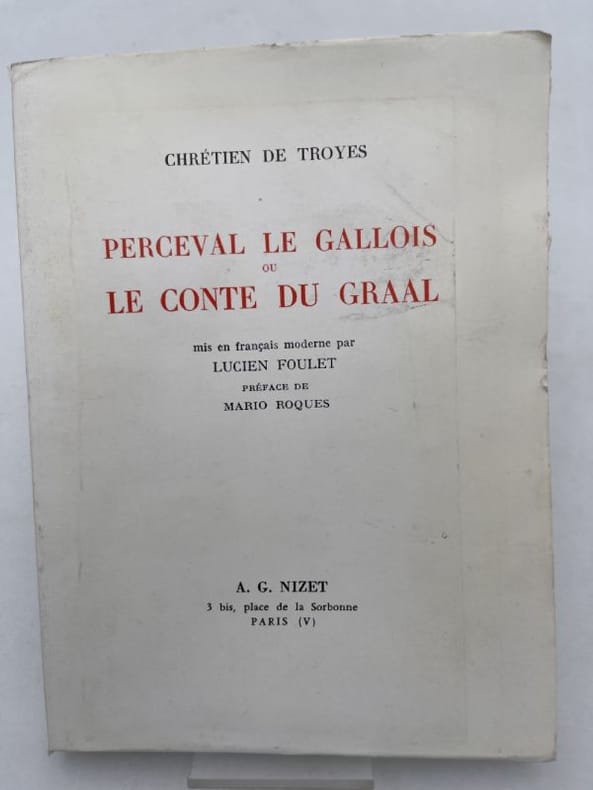 CHRÉTIEN DE TROYES
PERCEVAL LE GALLOIS
OU
LE CONTE DU GRAAL
mis en français moderne par
LUCIEN FOULET
PRÉFACE DE
MARIO ROQUES
A. G. NIZET
3 bis, place de la Sorbonne
PARIS (V)